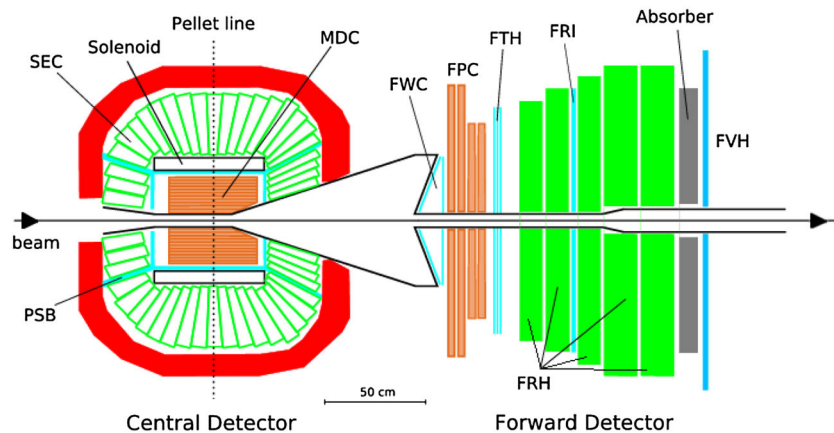 Pellet line
Absorber
Solenoid
MDC
FTH
FRI
SEC
FPC
FWC
FVH
beam
PSB
FRH
50 cm
Central Detector
Forward Detector